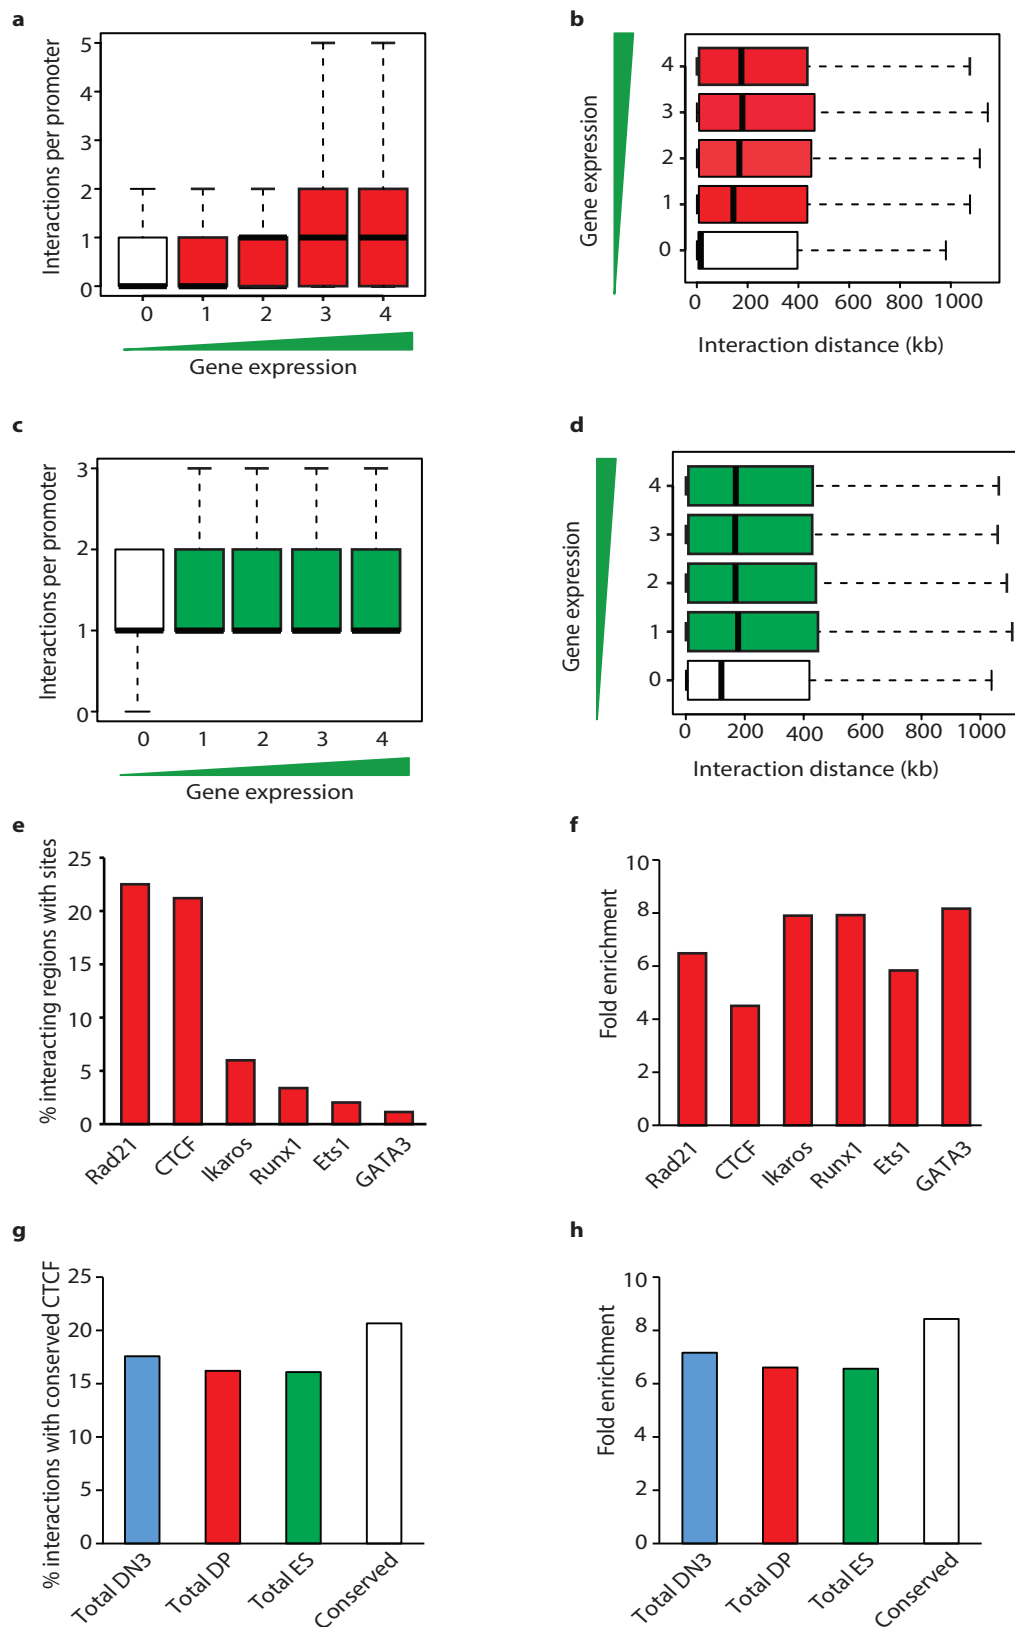 a
Interactions per promoter
5
4
3
2
1
0
0 1 2 3 4
Gene expression
b
Gene expression
4
3
2
1
0
0 200 400 600 800 1000
Interaction distance (kb)
c
Interactions per promoter
3
2
1
0
0 1 2 3 4
Gene expression
d
Gene expression
4
3
2
1
0
0 200 400 600 800 1000
Interaction distance (kb)
e
% interacting regions with sites
25
20
15
10
5
0
Rad21 CTCF Ikaros Runx1 Ets1 GATA3
f
Fold enrichment
10
8
6
4
2
0
Rad21 CTCF Ikaros Runx1 Ets1 GATA3
g
% interactions with conserved CTCF
25
20
15
10
5
0
Total DN3 Total DP Total ES Conserved
h
Fold enrichment
10
8
6
4
2
0
Total DN3 Total DP Total ES Conserved